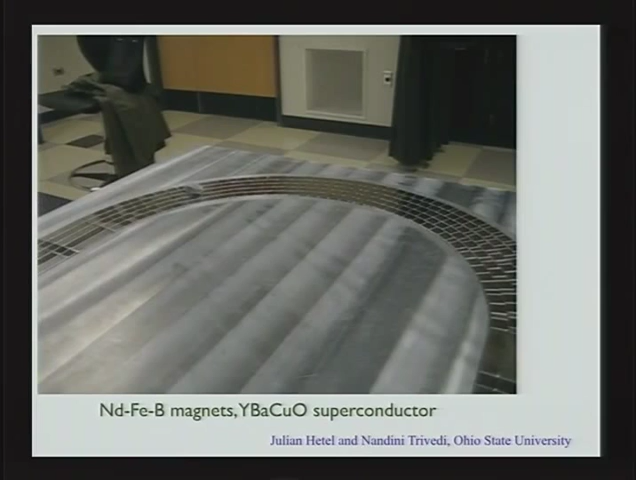 Nd-Fe-B magnets, YBaCuO superconductor
Julian Hetel and Nandini Trivedi, Ohio State University